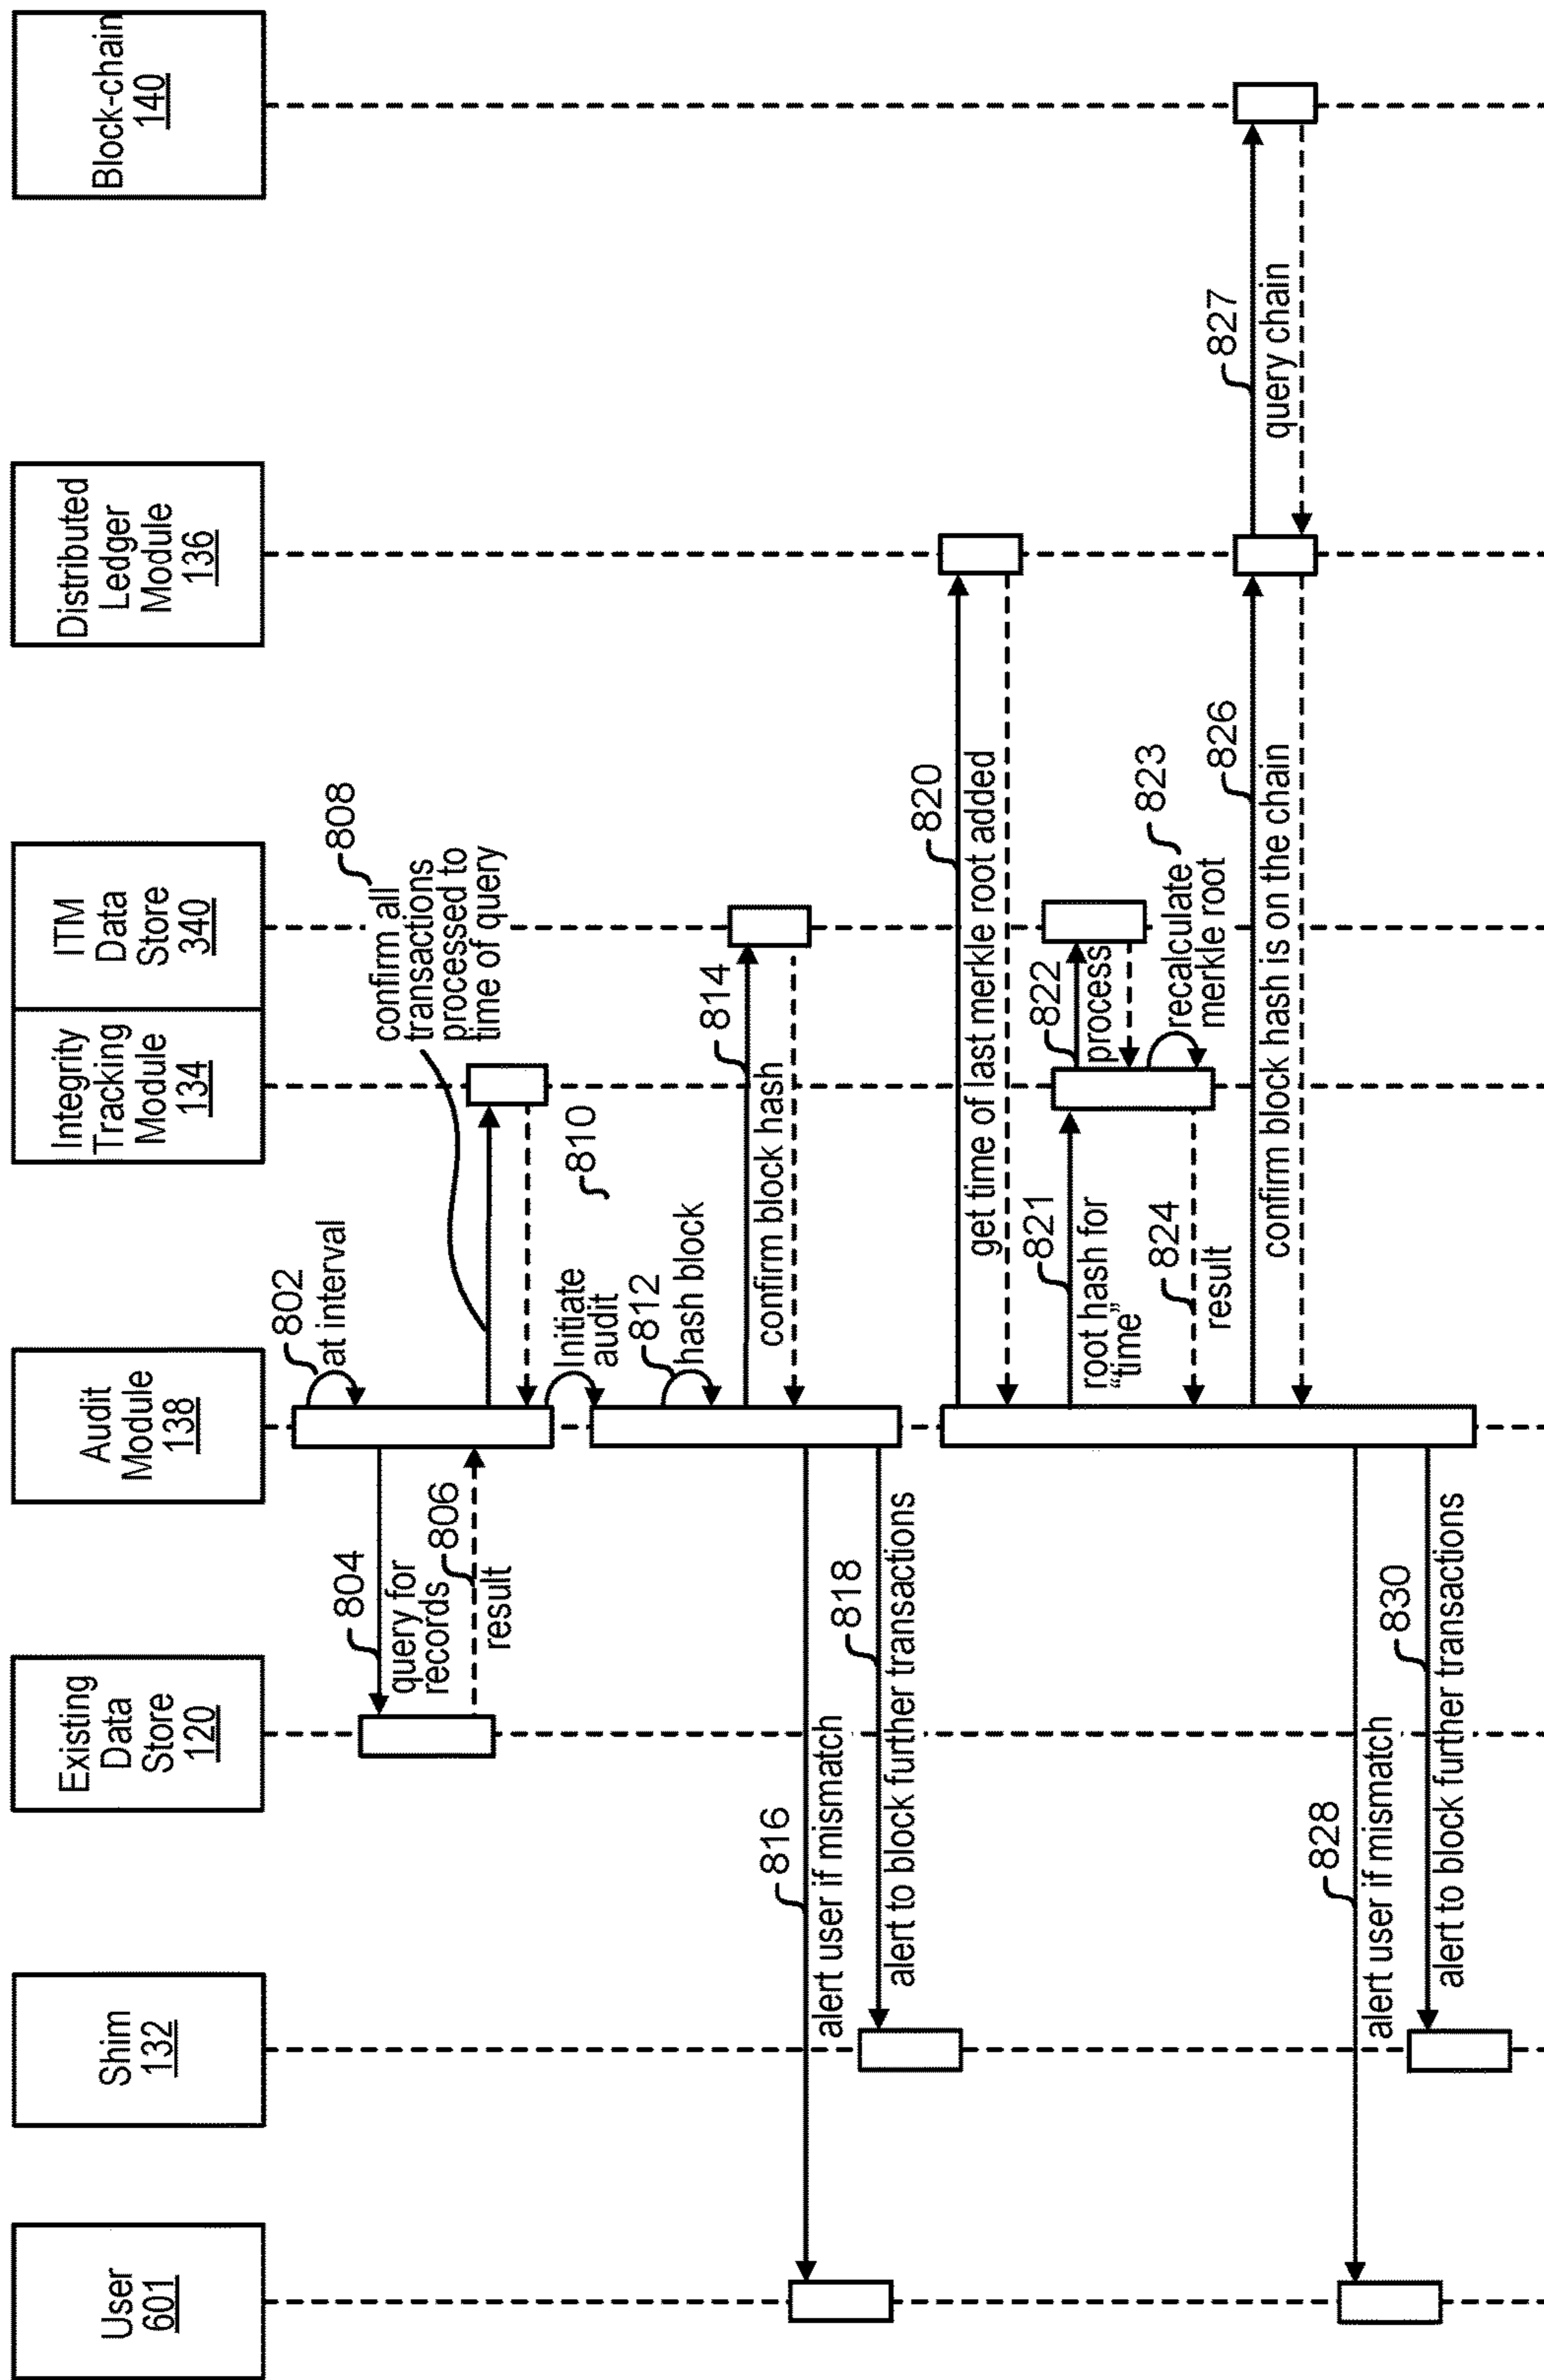 User
601
Shim
132
Existing
Data
Store
120
Audit
Module
138
Integrity
Tracking
Module
134
ITM
Data
Store
340
Distributed
Ledger
Module
136
Block-chain
140
802
at interval
804
query for
records
806
result
808
confirm all
transactions
processed to
time of query
810
Initiate
audit
812
hash block
814
confirm block hash
816
alert user if mismatch
818
alert to block further transactions
820
get time of last merkle root added
821
root hash for
"time"
822
process
823
recalculate
merkle root
824
result
826
confirm block hash is on the chain
827
query chain
828
alert user if mismatch
830
alert to block further transactions